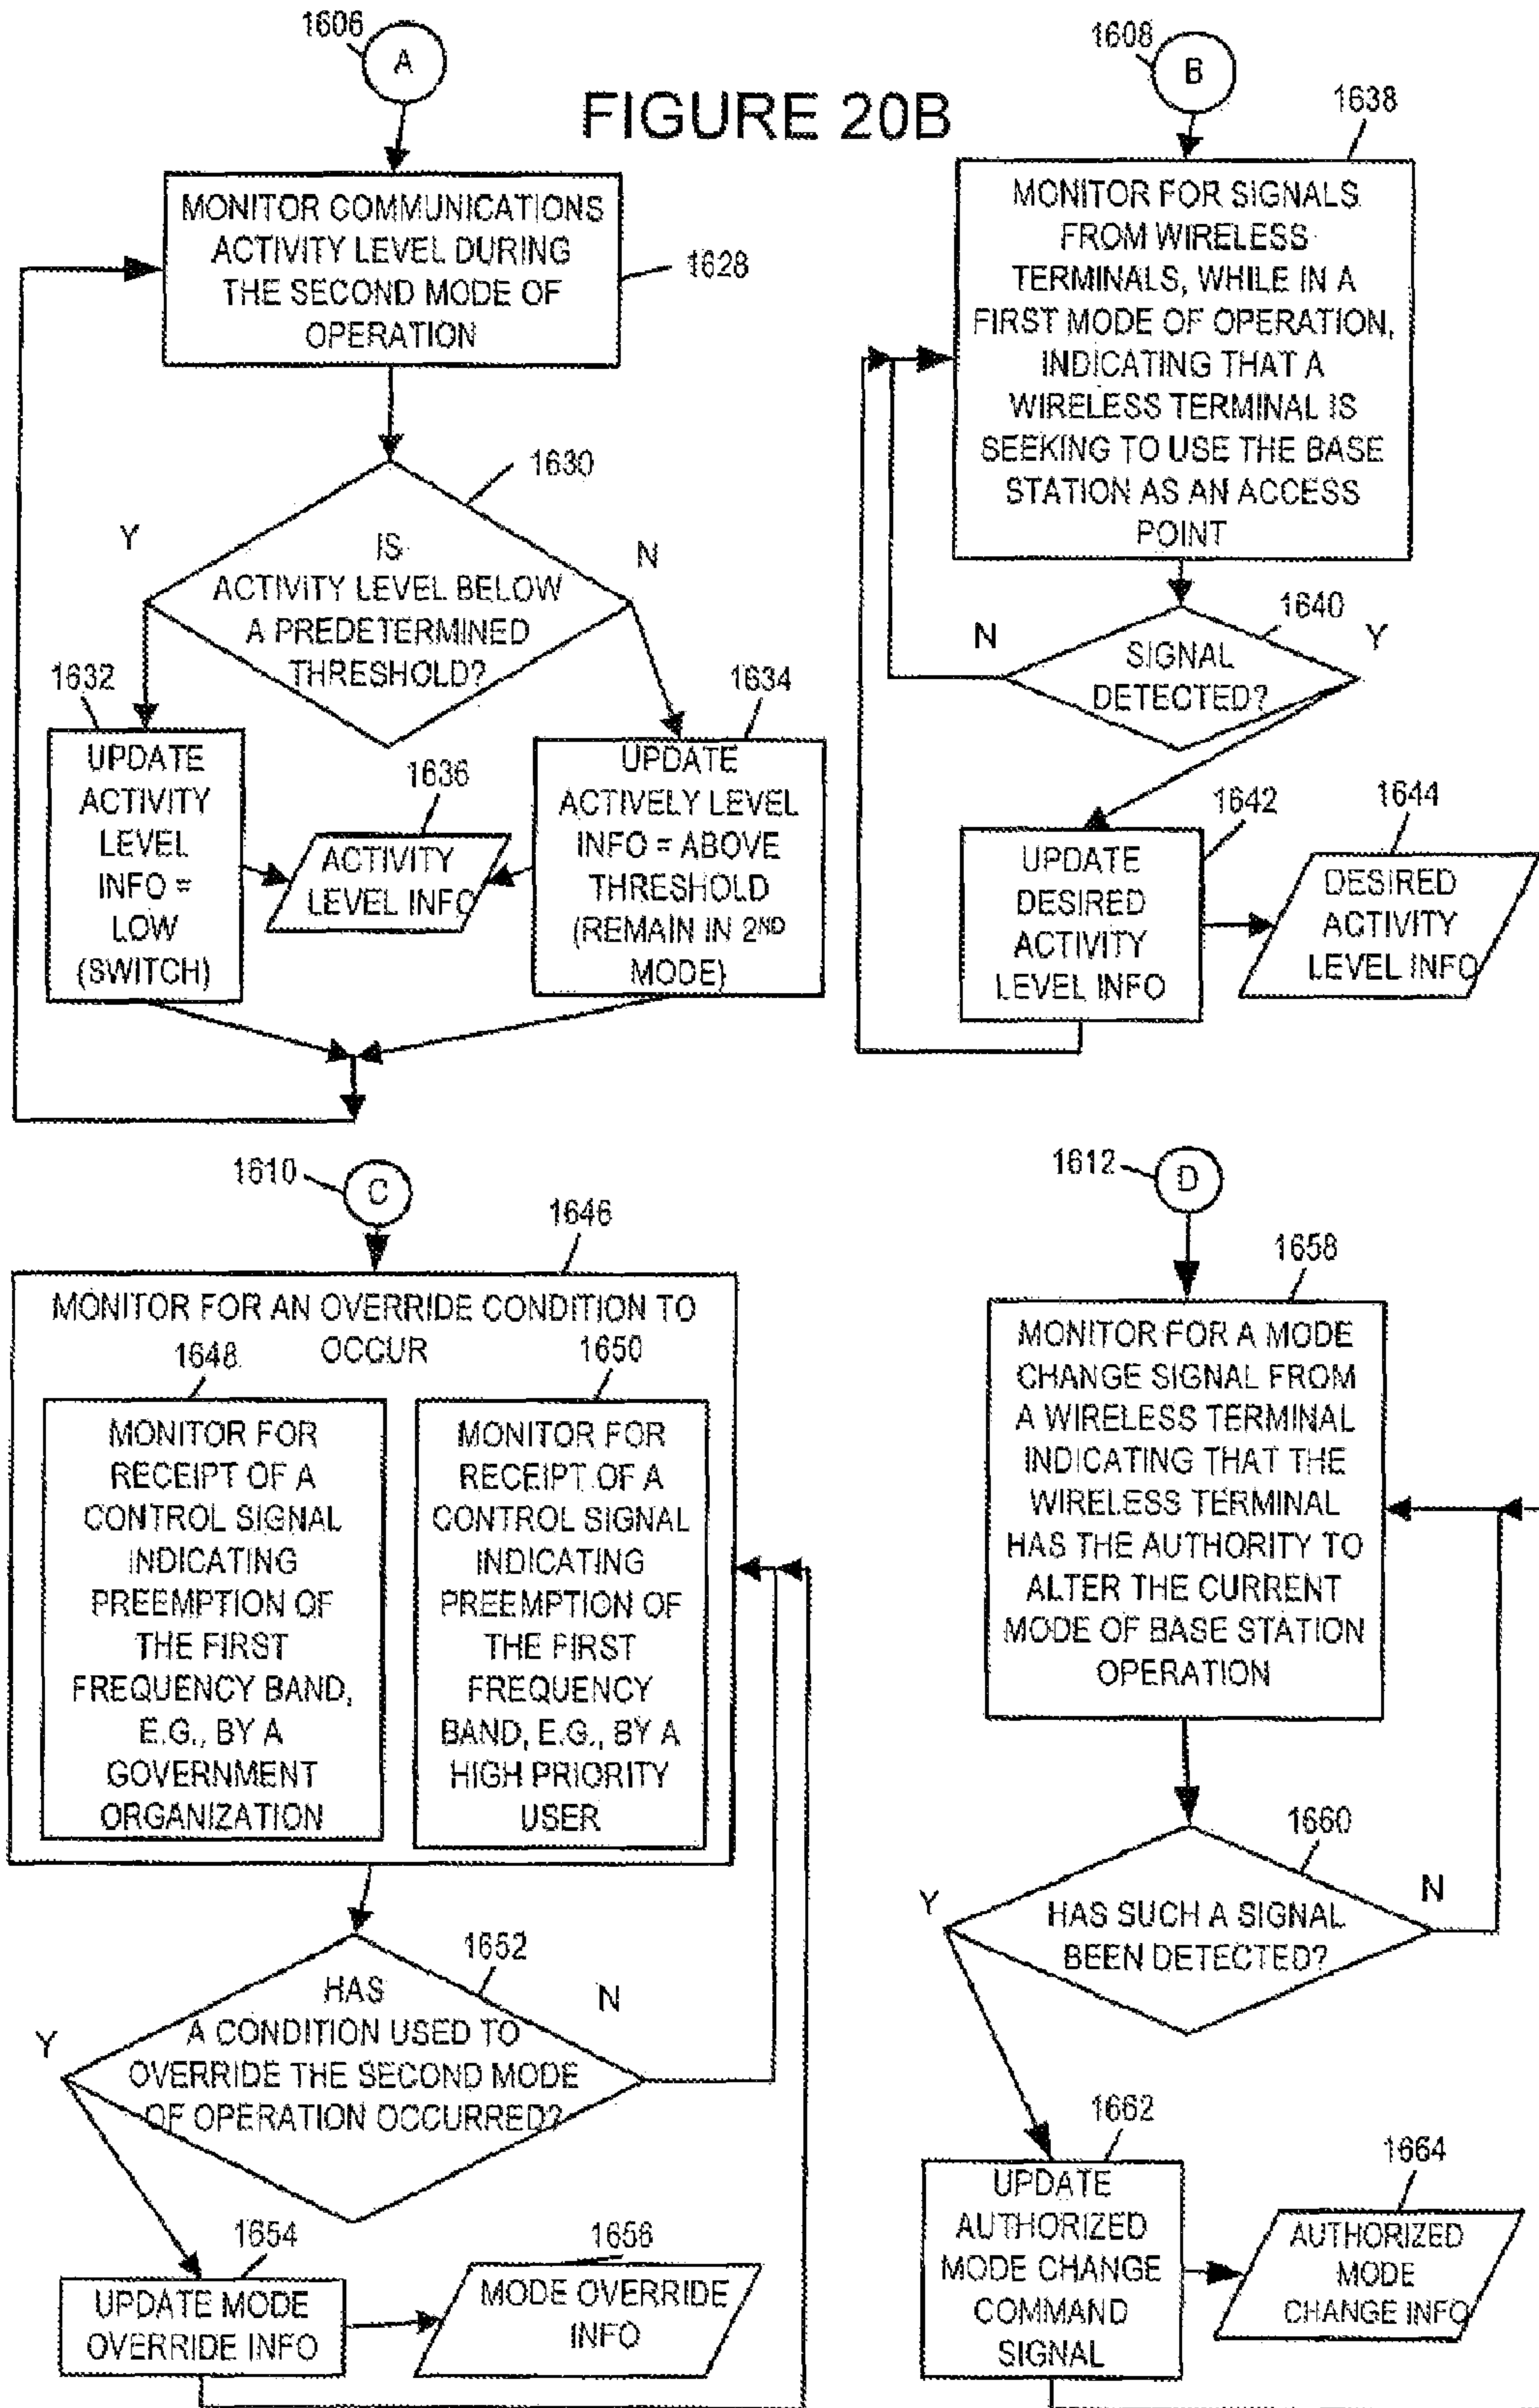 FIGURE 20B
1606
A
MONITOR COMMUNICATIONS
ACTIVITY LEVEL DURING
THE SECOND MODE OF
OPERATION
1628
1630
Y
N
IS
ACTIVITY LEVEL BELOW
A PREDETERMINED
THRESHOLD?
1632
UPDATE
ACTIVITY
LEVEL
INFO =
LOW
(SWITCH)
1636
ACTIVITY
LEVEL INFO
1634
UPDATE
ACTIVELY LEVEL
INFO = ABOVE
THRESHOLD
(REMAIN IN 2ND
MODE)
1608
B
1638
MONITOR FOR SIGNALS
FROM WIRELESS
TERMINALS, WHILE IN A
FIRST MODE OF OPERATION,
INDICATING THAT A
WIRELESS TERMINAL IS
SEEKING TO USE THE BASE
STATION AS AN ACCESS
POINT
1640
N
Y
SIGNAL
DETECTED?
1642
UPDATE
DESIRED
ACTIVITY
LEVEL INFO
1644
DESIRED
ACTIVITY
LEVEL INFO
1610
C
1646
MONITOR FOR AN OVERRIDE CONDITION TO
OCCUR
1648
MONITOR FOR
RECEIPT OF A
CONTROL SIGNAL
INDICATING
PREEMPTION OF
THE FIRST
FREQUENCY BAND,
E.G., BY A
GOVERNMENT
ORGANIZATION
1650
MONITOR FOR
RECEIPT OF A
CONTROL SIGNAL
INDICATING
PREEMPTION OF
THE FIRST
FREQUENCY
BAND, E.G., BY A
HIGH PRIORITY
USER
1652
Y
N
HAS
A CONDITION USED TO
OVERRIDE THE SECOND MODE
OF OPERATION OCCURRED?
1654
UPDATE MODE
OVERRIDE INFO
1656
MODE OVERRIDE
INFO
1612
D
1658
MONITOR FOR A MODE
CHANGE SIGNAL FROM
A WIRELESS TERMINAL
INDICATING THAT THE
WIRELESS TERMINAL
HAS THE AUTHORITY TO
ALTER THE CURRENT
MODE OF BASE STATION
OPERATION
1660
Y
N
HAS SUCH A SIGNAL
BEEN DETECTED?
1662
UPDATE
AUTHORIZED
MODE CHANGE
COMMAND
SIGNAL
1664
AUTHORIZED
MODE
CHANGE INFO